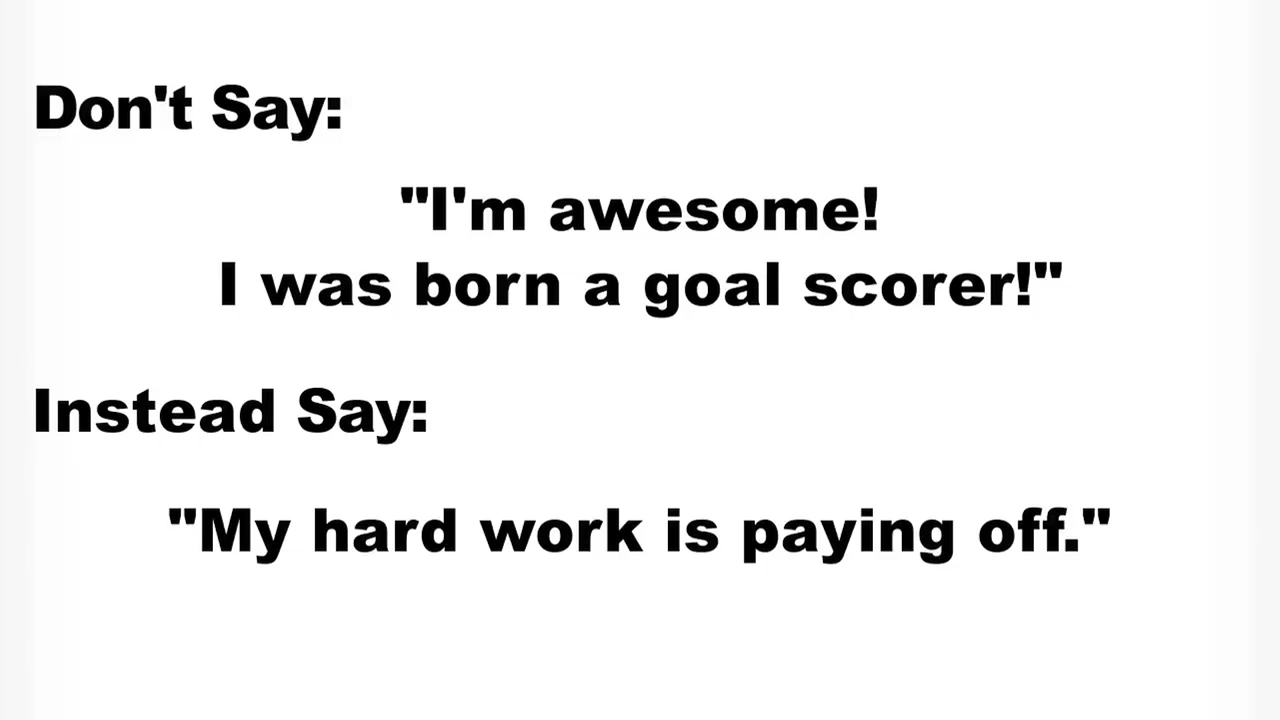 Don't Say:
"I'm awesome!
I was born a goal scorer!"
Instead Say:
"My hard work is paying off."